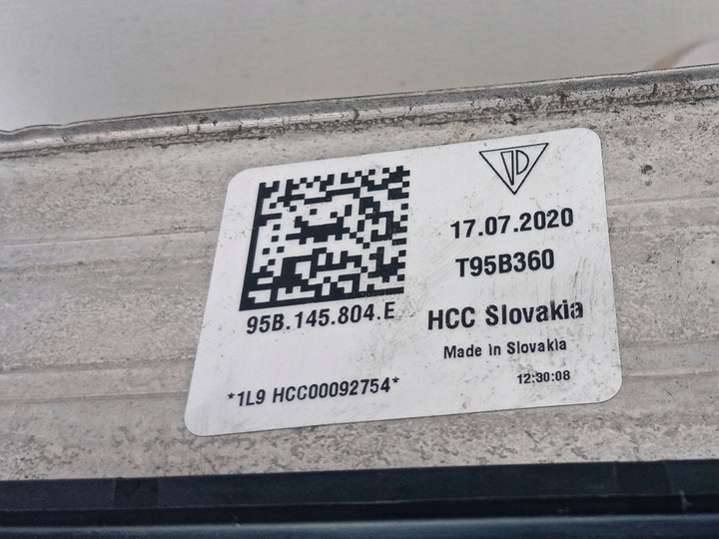 17.07.2020
T95B360
95B.145.804.E
HCC Slovakia
Made in Slovakia
*1L9 HCC00092754*
12:30:08